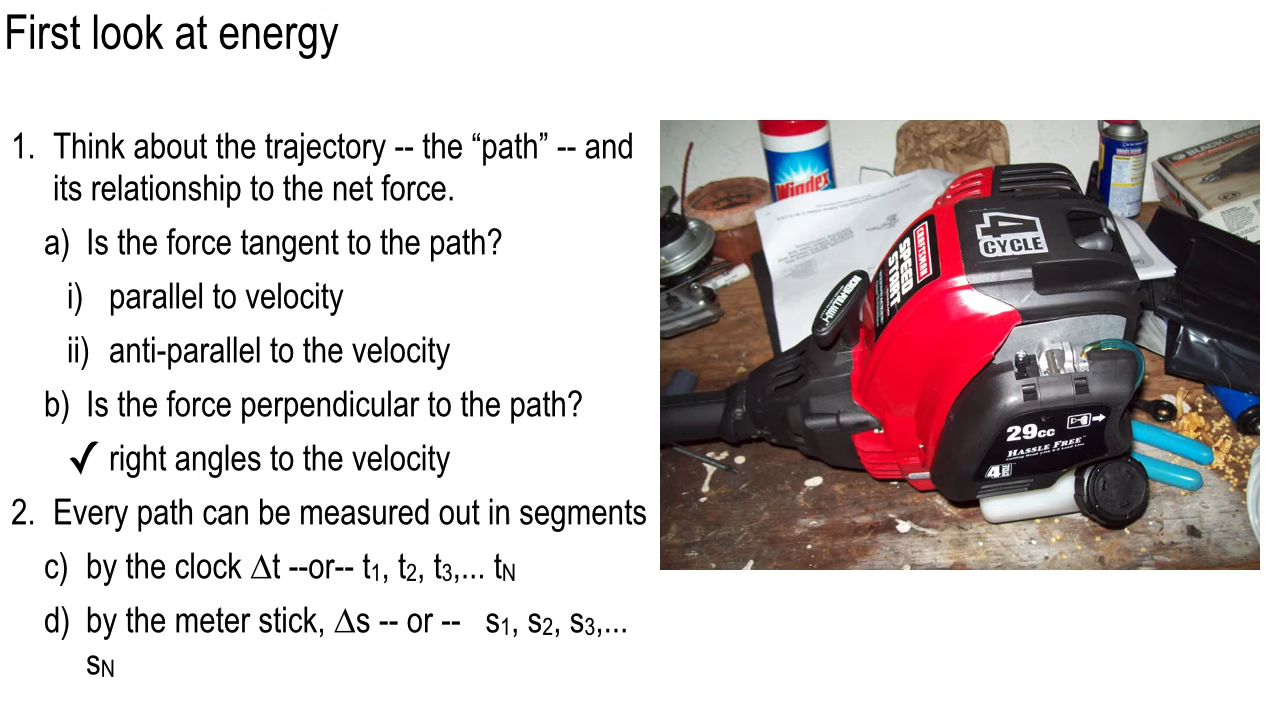 First look at energy
1. Think about the trajectory -- the “path” -- and
its relationship to the net force.
a) Is the force tangent to the path?
i) parallel to velocity
ii) anti-parallel to the velocity
b) Is the force perpendicular to the path?
✓ right angles to the velocity
2. Every path can be measured out in segments
c) by the clock Δt --or-- t₁, t₂, t₃,... tN
d) by the meter stick, Δs -- or -- s₁, s₂, s₃,...
sN
Windex
4
CYCLE
CRAFTSMAN
SPEED
START
29cc
HASSLE FREE™
4